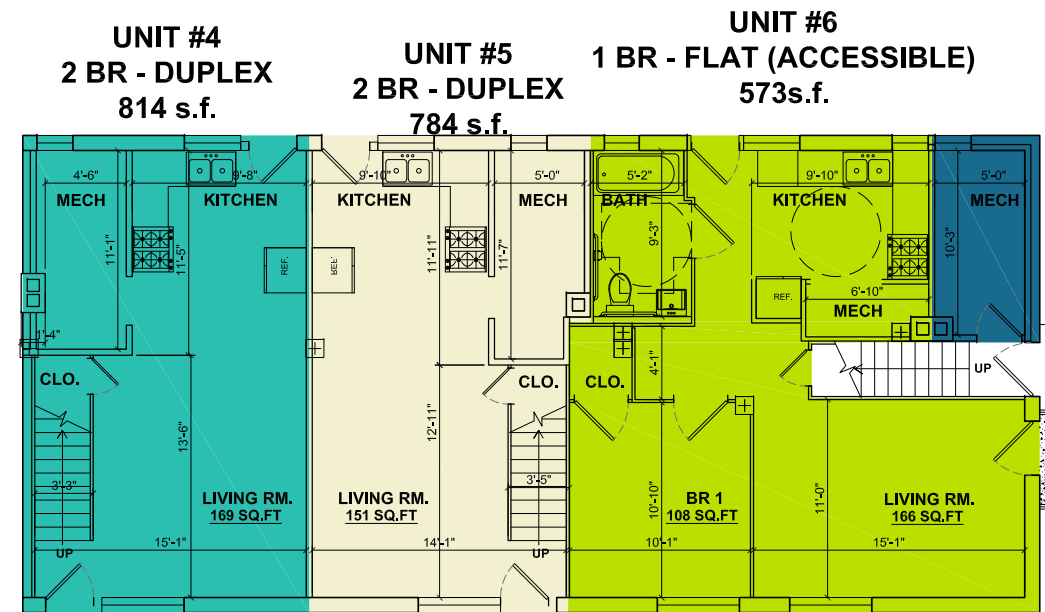 UNIT #4
2 BR - DUPLEX
814 s.f.
UNIT #5
2 BR - DUPLEX
784 s.f.
UNIT #6
1 BR - FLAT (ACCESSIBLE)
573s.f.
4'-6"
9'-8"
9'-10"
5'-0"
5'-2"
9'-10"
5'-0"
MECH
KITCHEN
KITCHEN
MECH
BATH
KITCHEN
MECH
11'-1"
11'-5"
11'-11"
11'-7"
9'-3"
10'-3"
REF.
REF.
REF.
6'-10"
MECH
1'-4"
CLO.
CLO.
CLO.
4'-1"
UP
13'-6"
12'-11"
10'-10"
11'-0"
3'-3"
3'-5"
LIVING RM.
169 SQ.FT
LIVING RM.
151 SQ.FT
BR 1
108 SQ.FT
LIVING RM.
166 SQ.FT
15'-1"
14'-1"
10'-1"
15'-1"
UP
UP